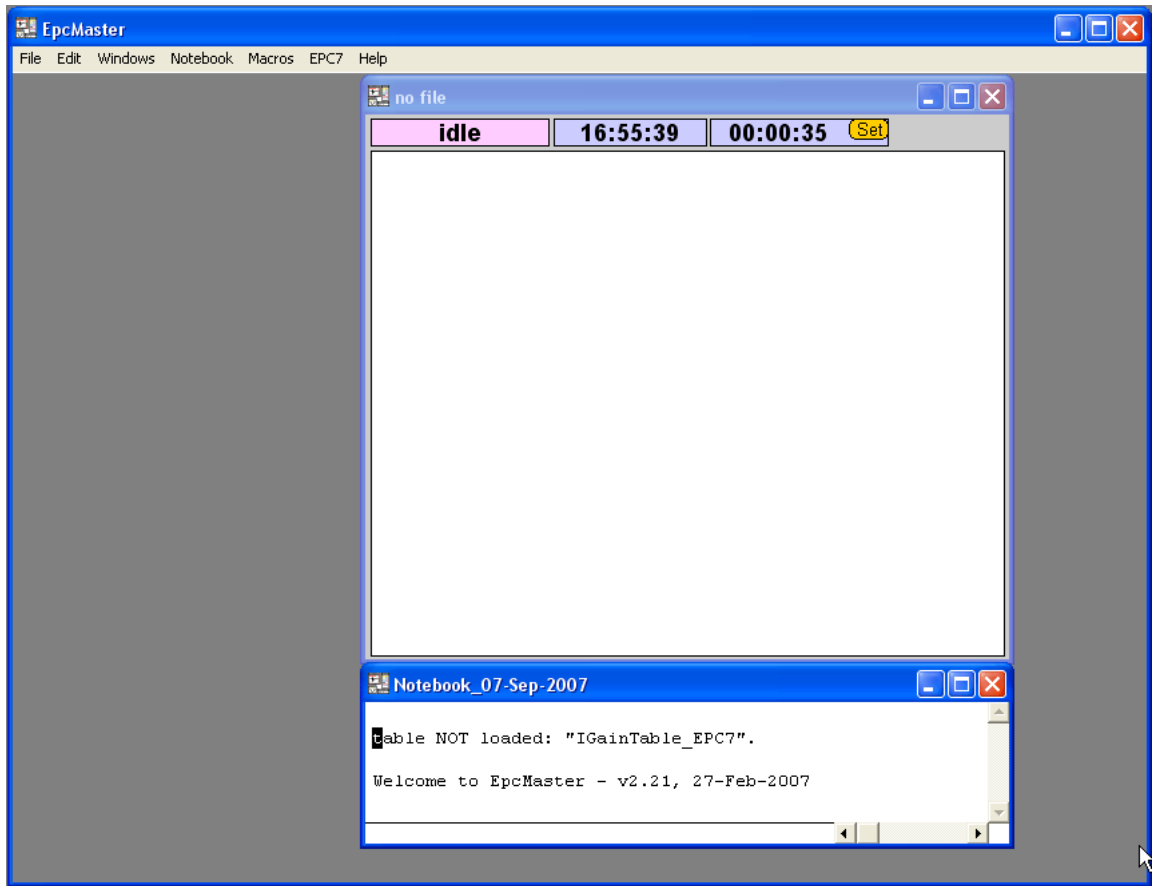 EpcMaster
File Edit Windows Notebook Macros EPC7 Help
no file
idle 16:55:39 00:00:35 Set
Notebook_07-Sep-2007
table NOT loaded: "IGainTable_EPC7".
Welcome to EpcMaster - v2.21, 27-Feb-2007